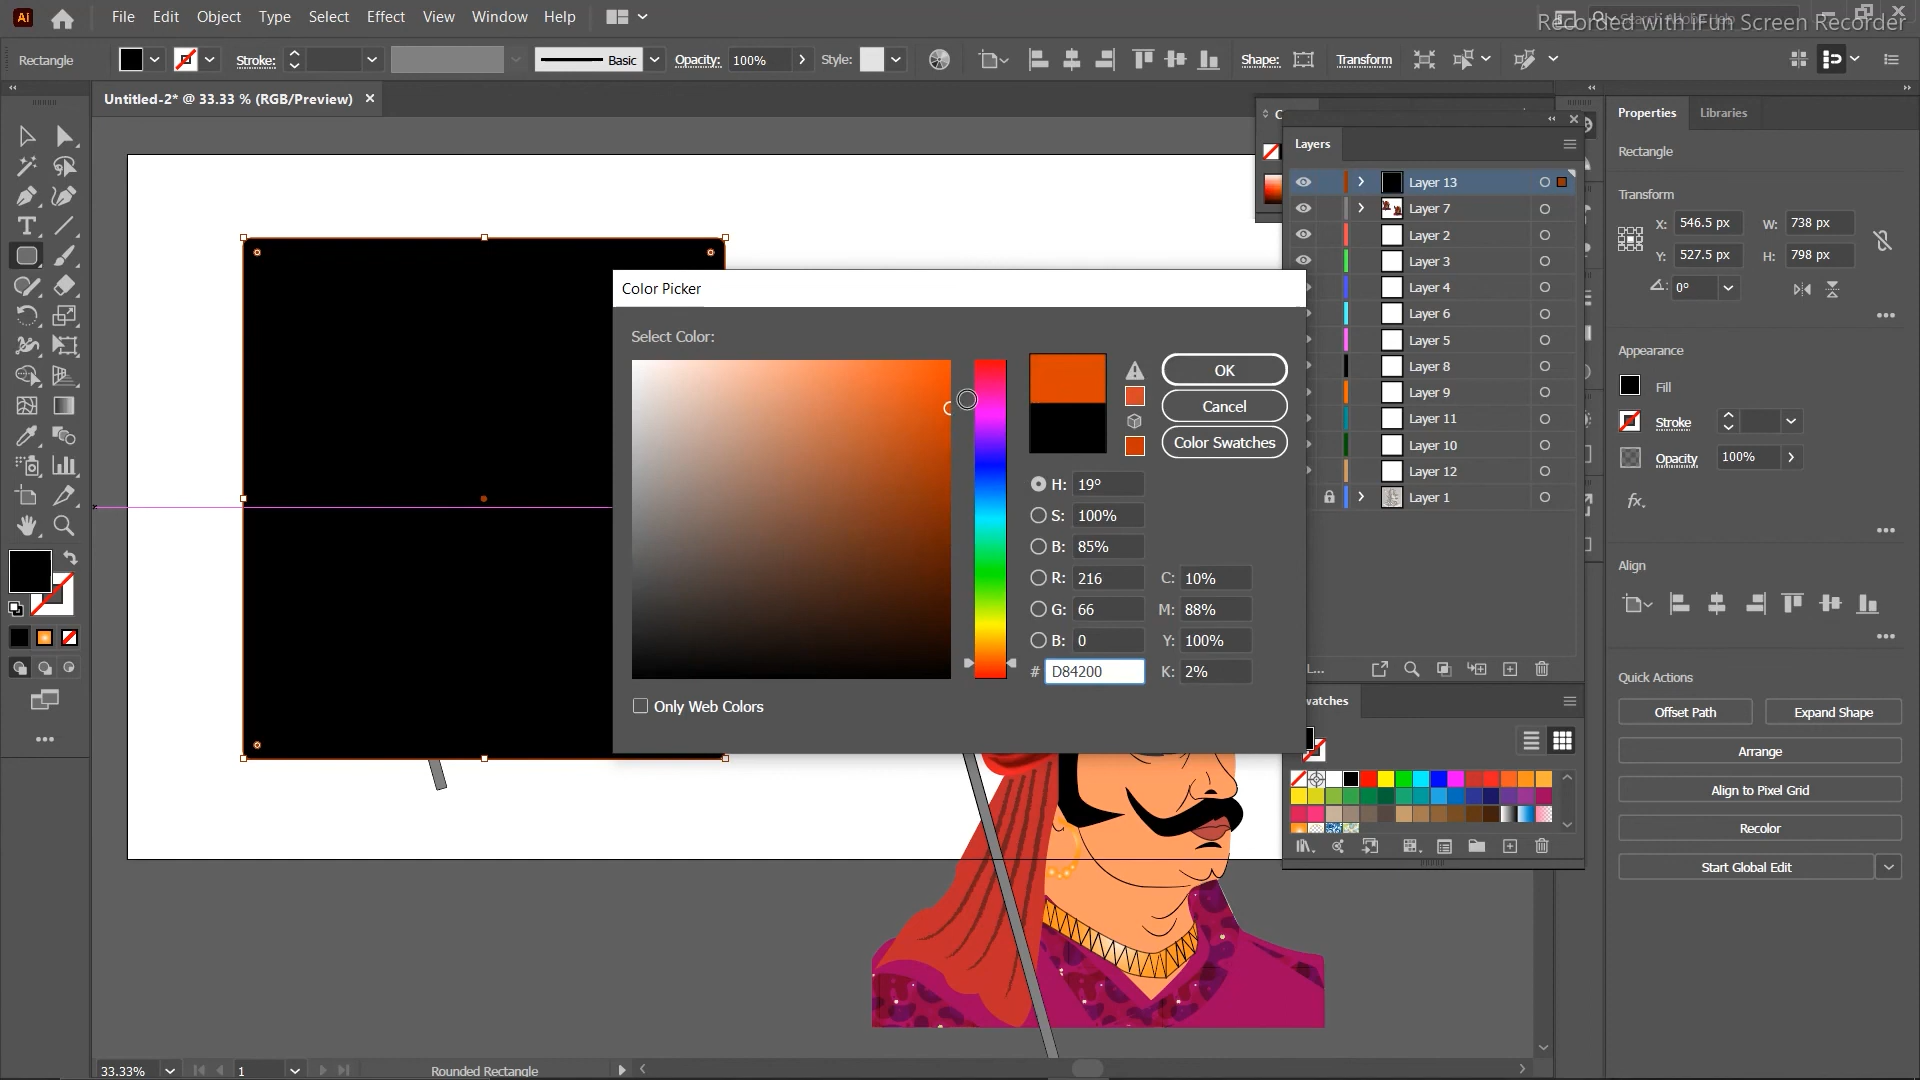 Ai File Edit Object Type Select Effect View Window Help
Recorded with iFun Screen Recorder
Rectangle Stroke: Basic Opacity: 100% Style: Shape: Transform
Untitled-2* @ 33.33 % (RGB/Preview)
Properties Libraries
Layers
Rectangle
Layer 13
Layer 7
Layer 2
Layer 3
Layer 4
Layer 6
Layer 5
Layer 8
Layer 9
Layer 11
Layer 10
Layer 12
Layer 1
Transform
X: 546.5 px W: 738 px
Y: 527.5 px H: 798 px
0°
Appearance
Fill
Stroke
Opacity 100%
fx.
Align
Quick Actions
Offset Path Expand Shape
Arrange
Align to Pixel Grid
Recolor
Start Global Edit
Color Picker
Select Color:
OK
Cancel
Color Swatches
H: 19°
S: 100%
B: 85%
R: 216 C: 10%
G: 66 M: 88%
B: 0 Y: 100%
# D84200 K: 2%
Only Web Colors
L...
watches
33.33% 1 Rounded Rectangle